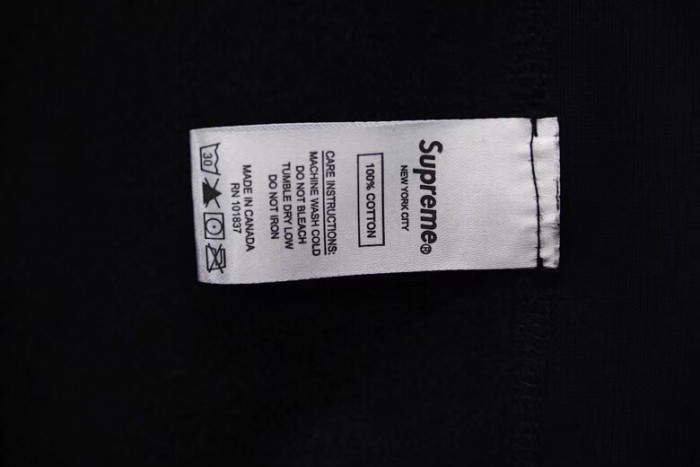 Supreme®
NEW YORK CITY
100% COTTON
CARE INSTRUCTIONS:
MACHINE WASH COLD
DO NOT BLEACH
TUMBLE DRY LOW
DO NOT IRON
MADE IN CANADA
RN 101837
30